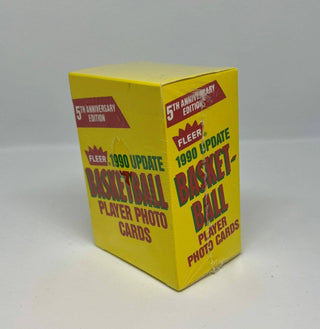 5TH ANNIVERSARY
EDITION
FLEER
1990 UPDATE
BASKETBALL
PLAYER PHOTO
CARDS
5TH ANNIVERSARY
EDITION
FLEER
1990 UPDATE
BASKET-
BALL
PLAYER
PHOTO CARDS